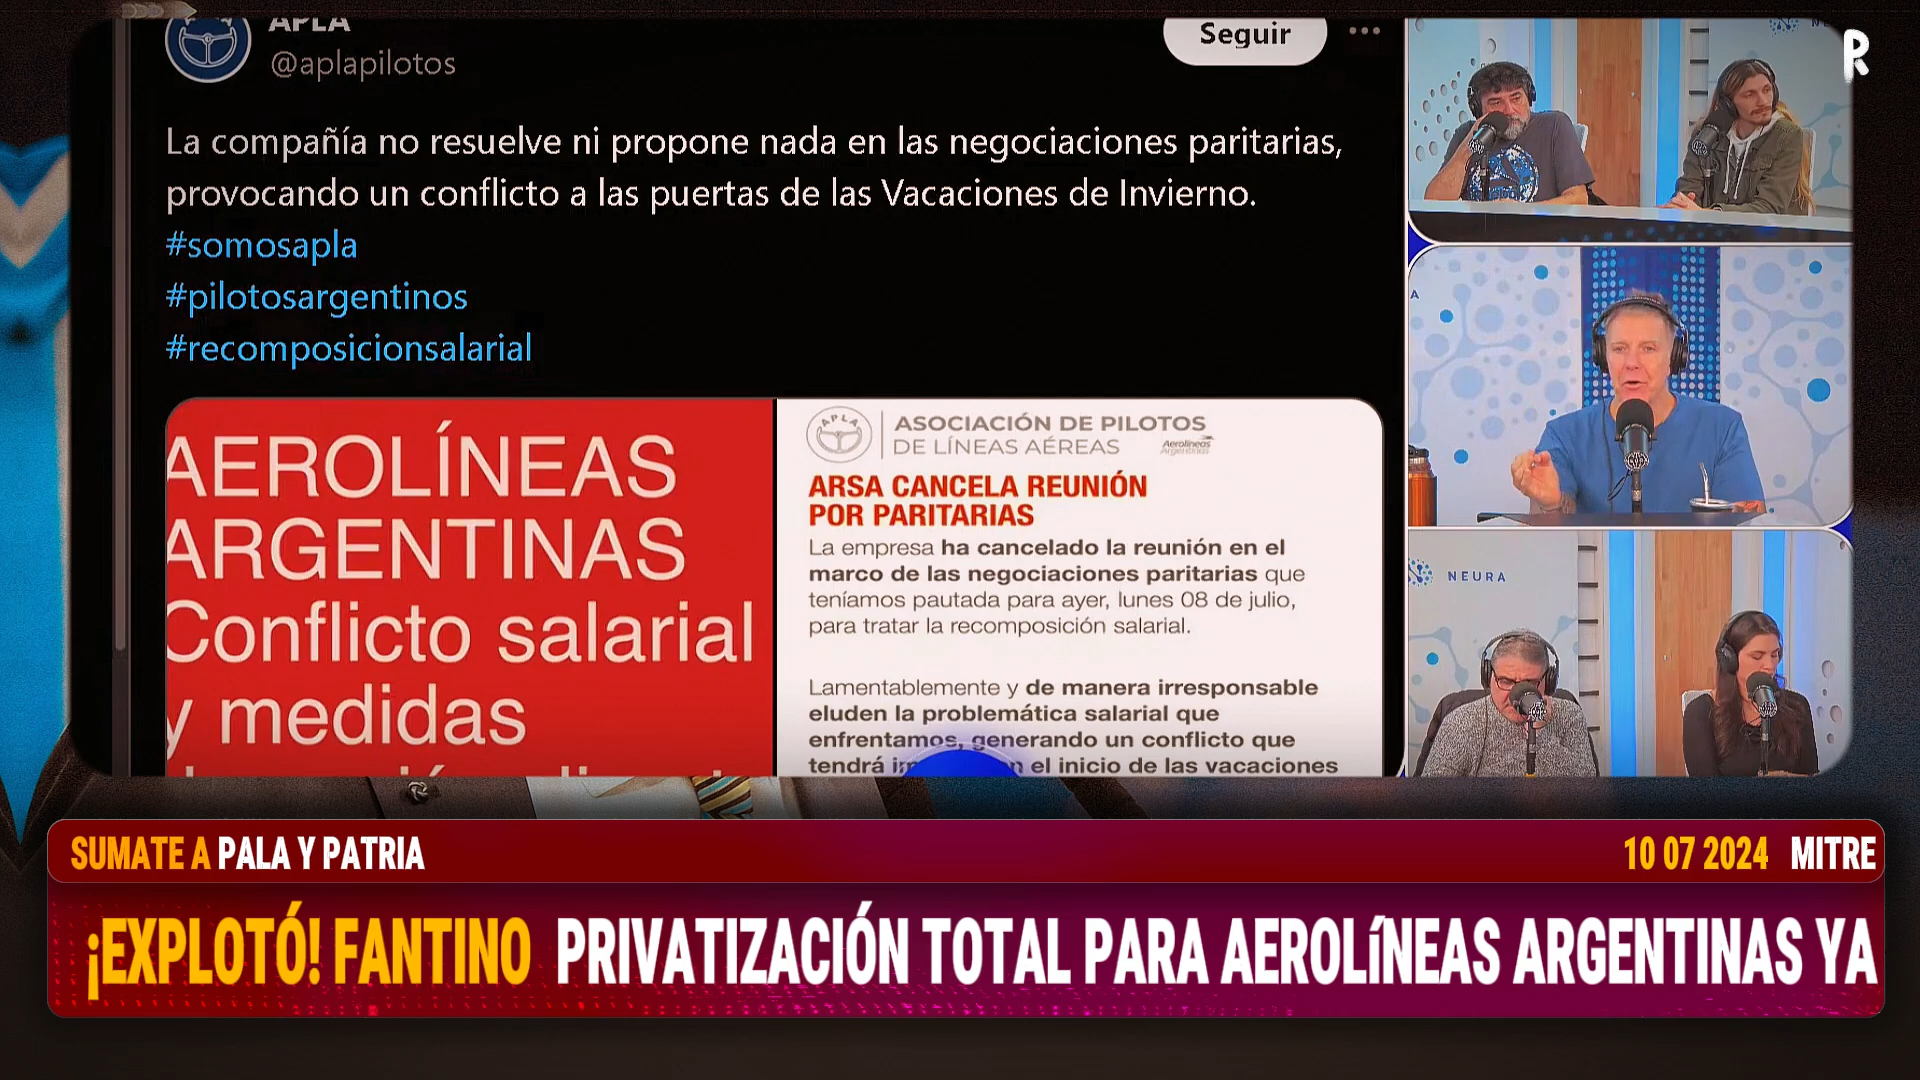 APLA
@aplapilotos
Seguir
La compañía no resuelve ni propone nada en las negociaciones paritarias,
provocando un conflicto a las puertas de las Vacaciones de Invierno.
#somosapla
#pilotosargentinos
#recomposicionsalarial
AEROLÍNEAS
ARGENTINAS
Conflicto salarial
y medidas
APLA
ASOCIACIÓN DE PILOTOS
DE LÍNEAS AÉREAS
Aerolíneas
Argentinas
ARSA CANCELA REUNIÓN
POR PARITARIAS
La empresa ha cancelado la reunión en el
marco de las negociaciones paritarias que
teníamos pautada para ayer, lunes 08 de julio,
para tratar la recomposición salarial.
Lamentablemente y de manera irresponsable
eluden la problemática salarial que
enfrentamos, generando un conflicto que
tendrá el inicio de las vacaciones
R
NEURA
SUMATE A PALA Y PATRIA
10 07 2024 MITRE
¡EXPLOTÓ! FANTINO PRIVATIZACIÓN TOTAL PARA AEROLÍNEAS ARGENTINAS YA